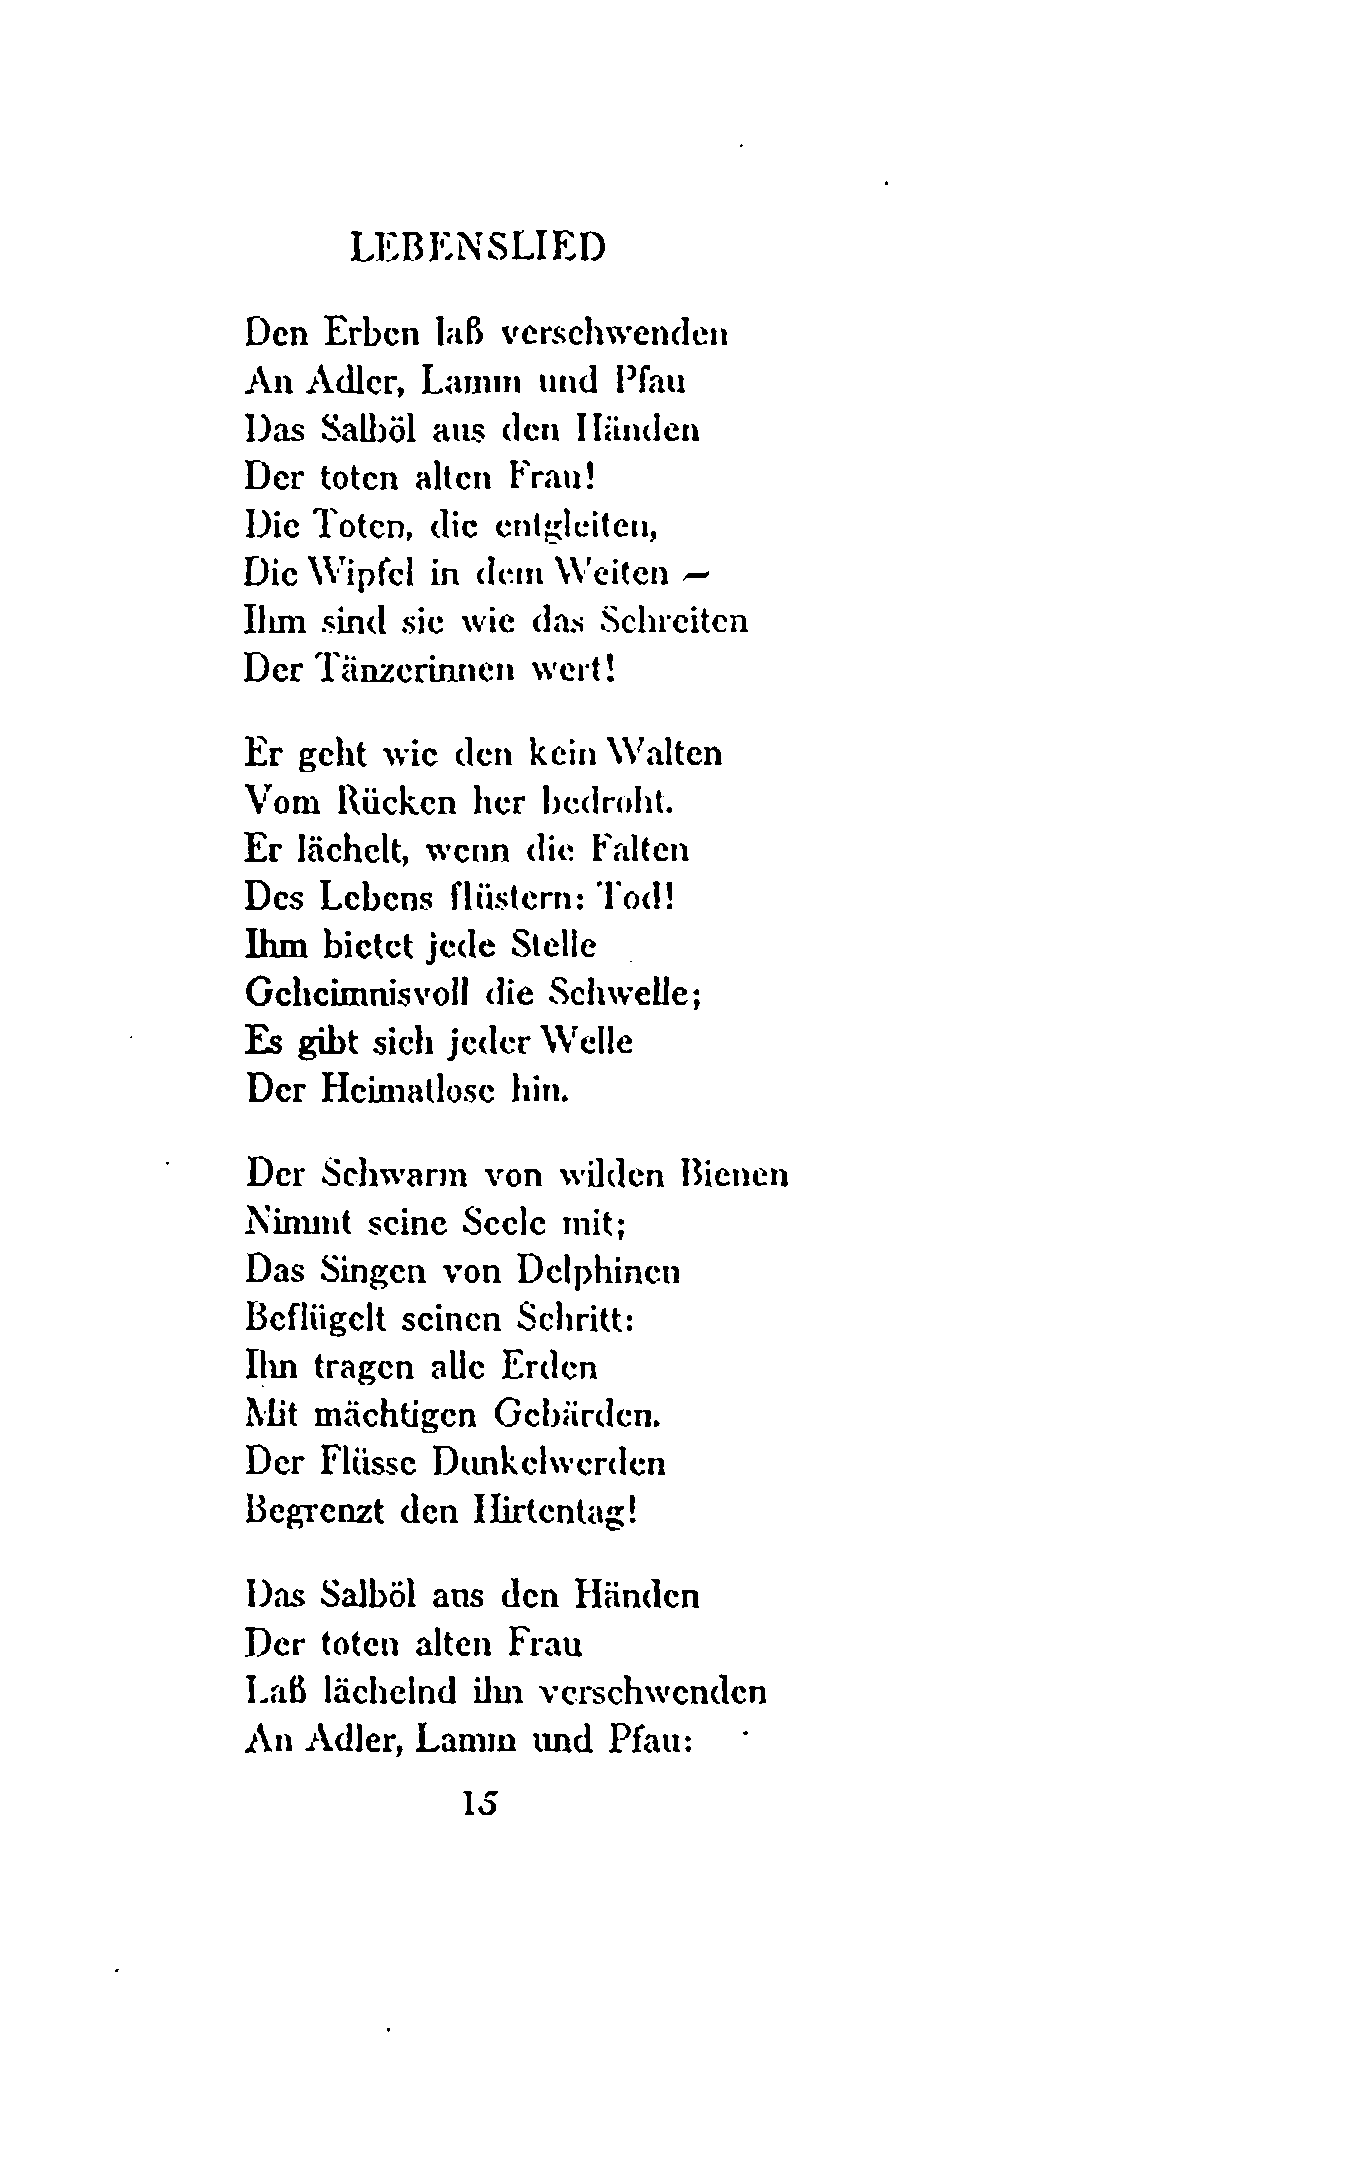 LEBENSLIED
Den Erben laß verschwenden
An Adler, Lamm und Pfau
Das Salböl aus den Händen
Der toten alten Frau!
Die Toten, die entgleiten,
Die Wipfel in dem Weiten –
Ihm sind sie wie das Schreiten
Der Tänzerinnen wert!
Er geht wie den kein Walten
Vom Rücken her bedroht.
Er lächelt, wenn die Falten
Des Lebens flüstern: Tod!
Ihm bietet jede Stelle
Geheimnisvoll die Schwelle;
Es gibt sich jeder Welle
Der Heimatlose hin.
Der Schwarm von wilden Bienen
Nimmt seine Seele mit;
Das Singen von Delphinen
Beflügelt seinen Schritt:
Ihn tragen alle Erden
Mit mächtigen Gebärden.
Der Flüsse Dunkelwerden
Begrenzt den Hirtentag!
Das Salböl aus den Händen
Der toten alten Frau
Laß lächelnd ihn verschwenden
An Adler, Lamm und Pfau:
15